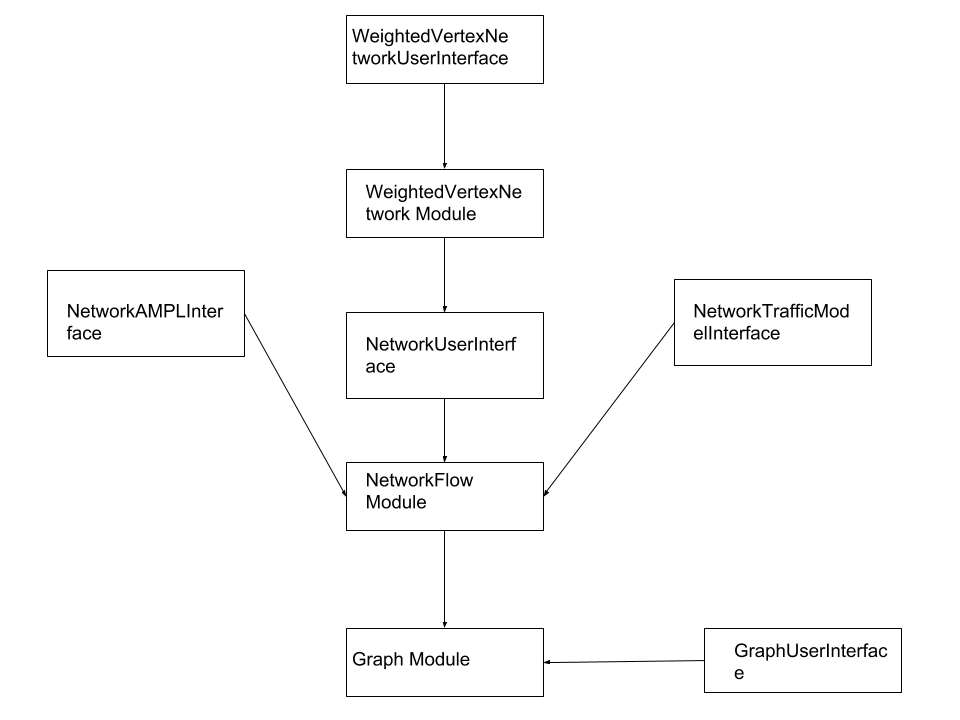 WeightedVertexNe
tworkUserInterface
WeightedVertexNe
twork Module
NetworkAMPLInter
face
NetworkTrafficMod
elInterface
NetworkUserInterf
ace
NetworkFlow
Module
Graph Module
GraphUserInterfac
e